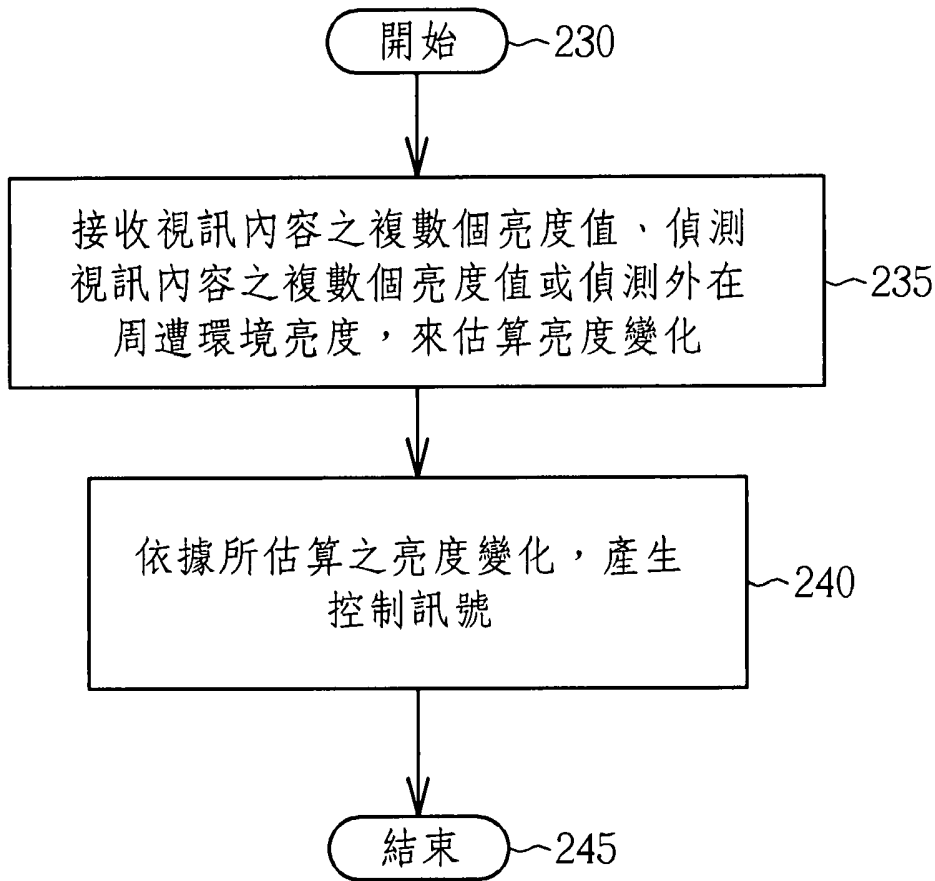 開始 230
接收視訊內容之複數個亮度值、偵測
視訊內容之複數個亮度值或偵測外在
周遭環境亮度，來估算亮度變化
235
依據所估算之亮度變化，產生
控制訊號
240
結束 245